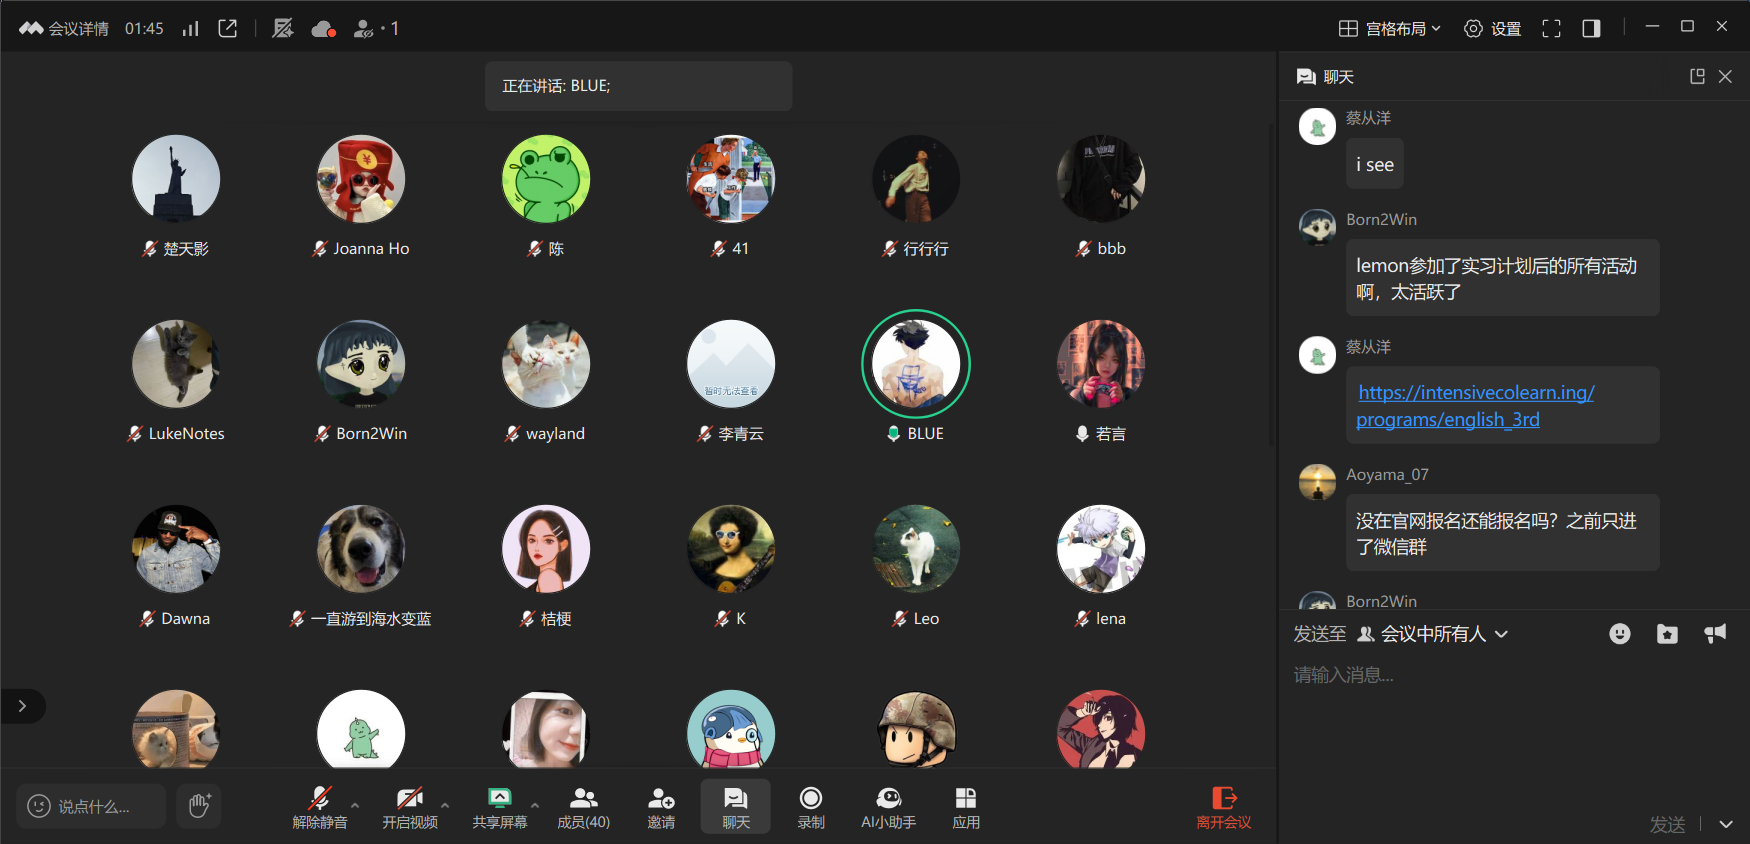 会议详情 01:45 · 1 宫格布局 设置
正在讲话: BLUE;
楚天影
Joanna Ho
陈
41
行行行
bbb
LukeNotes
Born2Win
wayland
暂时无法查看
李青云
BLUE
若言
Dawna
一直游到海水变蓝
桔梗
K
Leo
lena
说点什么...
解除静音
开启视频
共享屏幕
成员(40)
邀请
聊天
录制
AI小助手
应用
离开会议
聊天
蔡从洋
i see
Born2Win
lemon参加了实习计划后的所有活动
啊，太活跃了
蔡从洋
https://intensivecolearn.ing/
programs/english_3rd
Aoyama_07
没在官网报名还能报名吗？之前只进
了微信群
Born2Win
发送至 会议中所有人
请输入消息...
发送